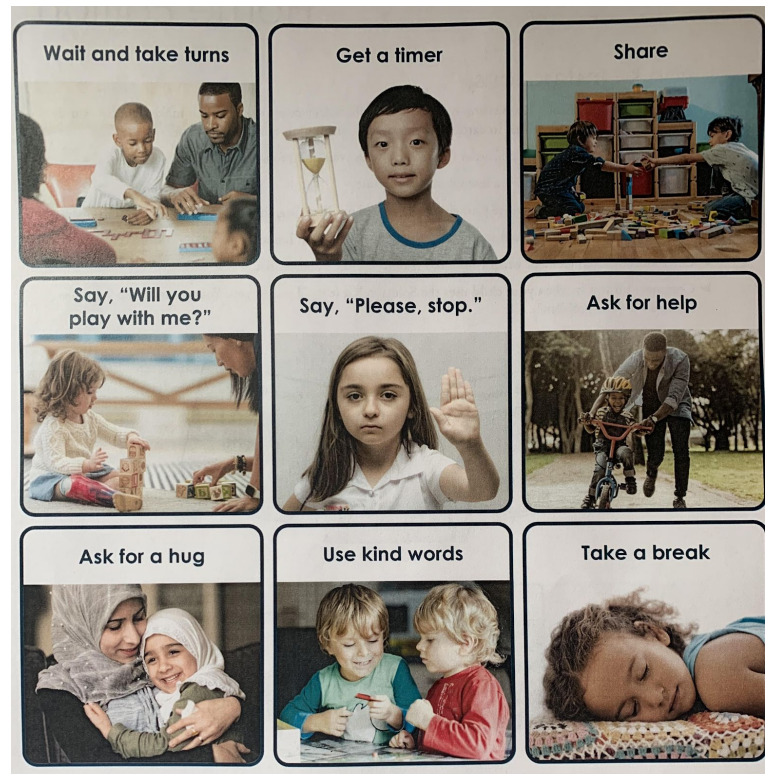 Wait and take turns
Get a timer
Share
Say, “Will you
play with me?”
Say, “Please, stop.”
Ask for help
Ask for a hug
Use kind words
Take a break